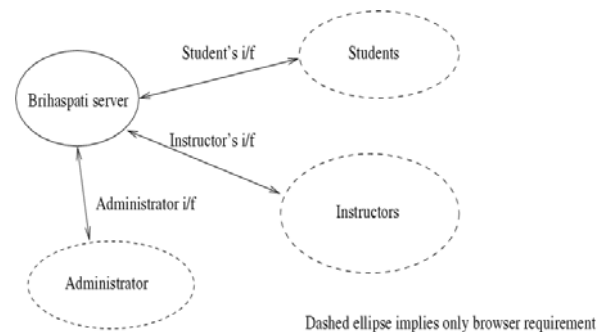 Student's i/f
Students
Brihaspati server
Instructor's i/f
Administrator i/f
Instructors
Administrator
Dashed ellipse implies only browser requirement